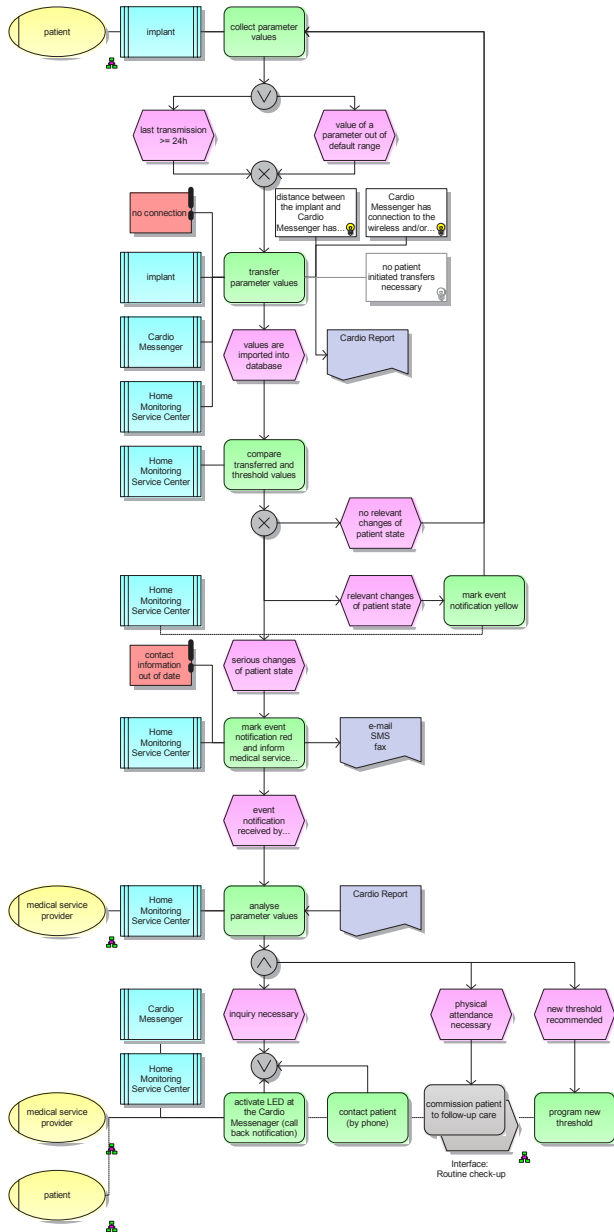 patient
implant
collect parameter
values
last transmission
>= 24h
value of a
parameter out of
default range
no connection
distance between
the implant and
Cardio
Messenger has...
Cardio
Messenger has
connection to the
wireless and/or...
implant
transfer
parameter values
no patient
initiated transfers
necessary
Cardio
Messenger
values are
imported into
database
Cardio Report
Home
Monitoring
Service Center
Home
Monitoring
Service Center
compare
transferred and
threshold values
no relevant
changes of
patient state
Home
Monitoring
Service Center
relevant changes
of patient state
mark event
notification yellow
contact
information
out of date
serious changes
of patient state
Home
Monitoring
Service Center
mark event
notification red
and inform
medical service...
e-mail
SMS
fax
event
notification
received by...
medical service
provider
Home
Monitoring
Service Center
analyse
parameter values
Cardio Report
Cardio
Messenger
inquiry necessary
physical
attendance
necessary
new threshold
recommended
Home
Monitoring
Service Center
medical service
provider
activate LED at
the Cardio
Messenager (call
back notification)
contact patient
(by phone)
commission patient
to follow-up care
program new
threshold
Interface:
Routine check-up
patient